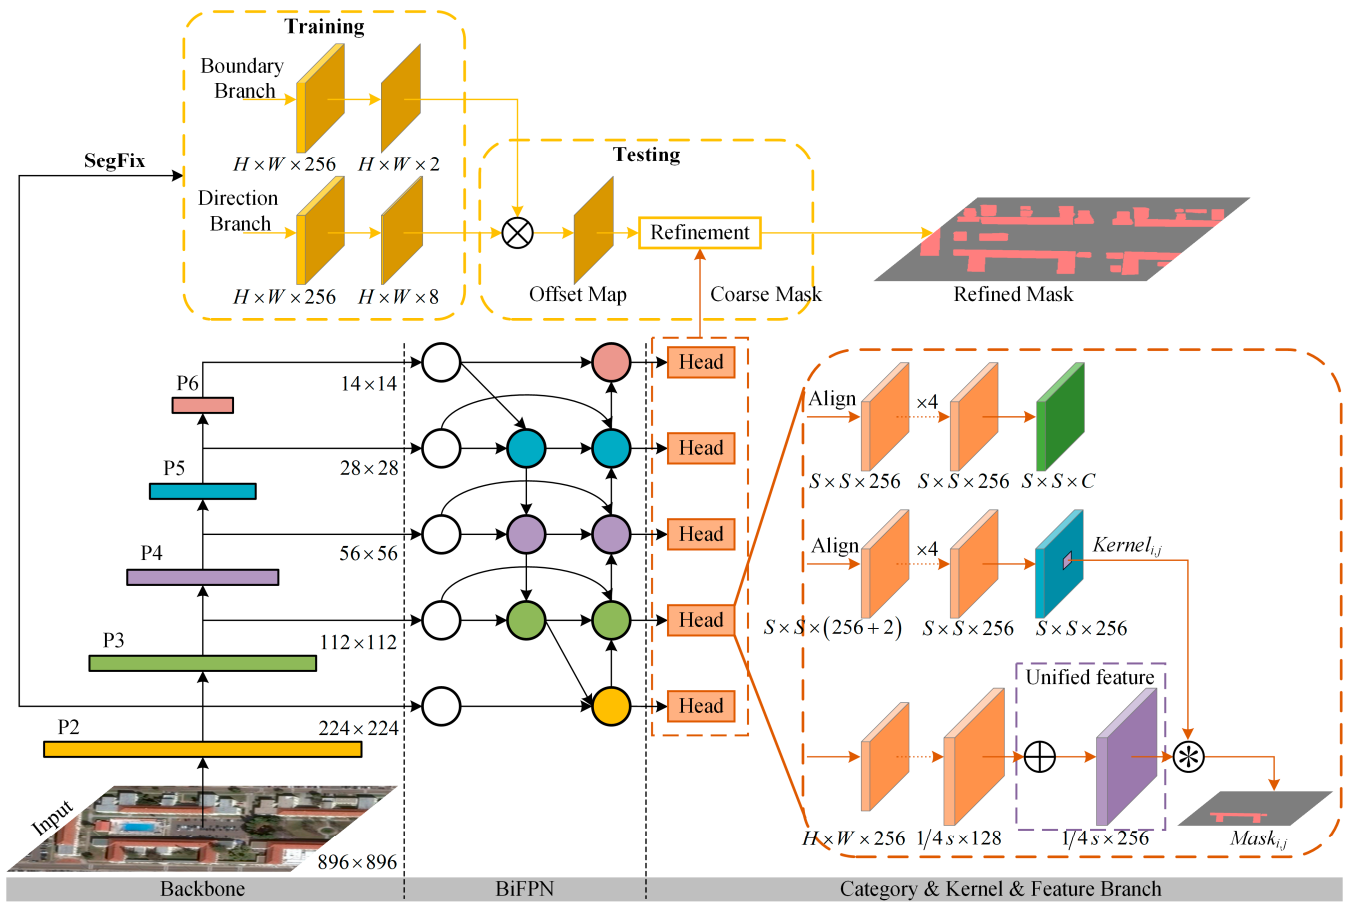 Training
Boundary
Branch
H×W×256
H×W×2
SegFix
Direction
Branch
H×W×256
H×W×8
Testing
Refinement
Offset Map
Coarse Mask
Refined Mask
P6
14×14
Head
P5
28×28
Head
P4
56×56
Head
P3
112×112
Head
P2
224×224
Head
Input
896×896
Align
×4
S×S×256
S×S×256
S×S×C
Align
×4
Kernel i,j
S×S×(256+2)
S×S×256
S×S×256
Unified feature
H×W×256
1/4 s×128
1/4 s×256
Mask i,j
Backbone
BiFPN
Category & Kernel & Feature Branch